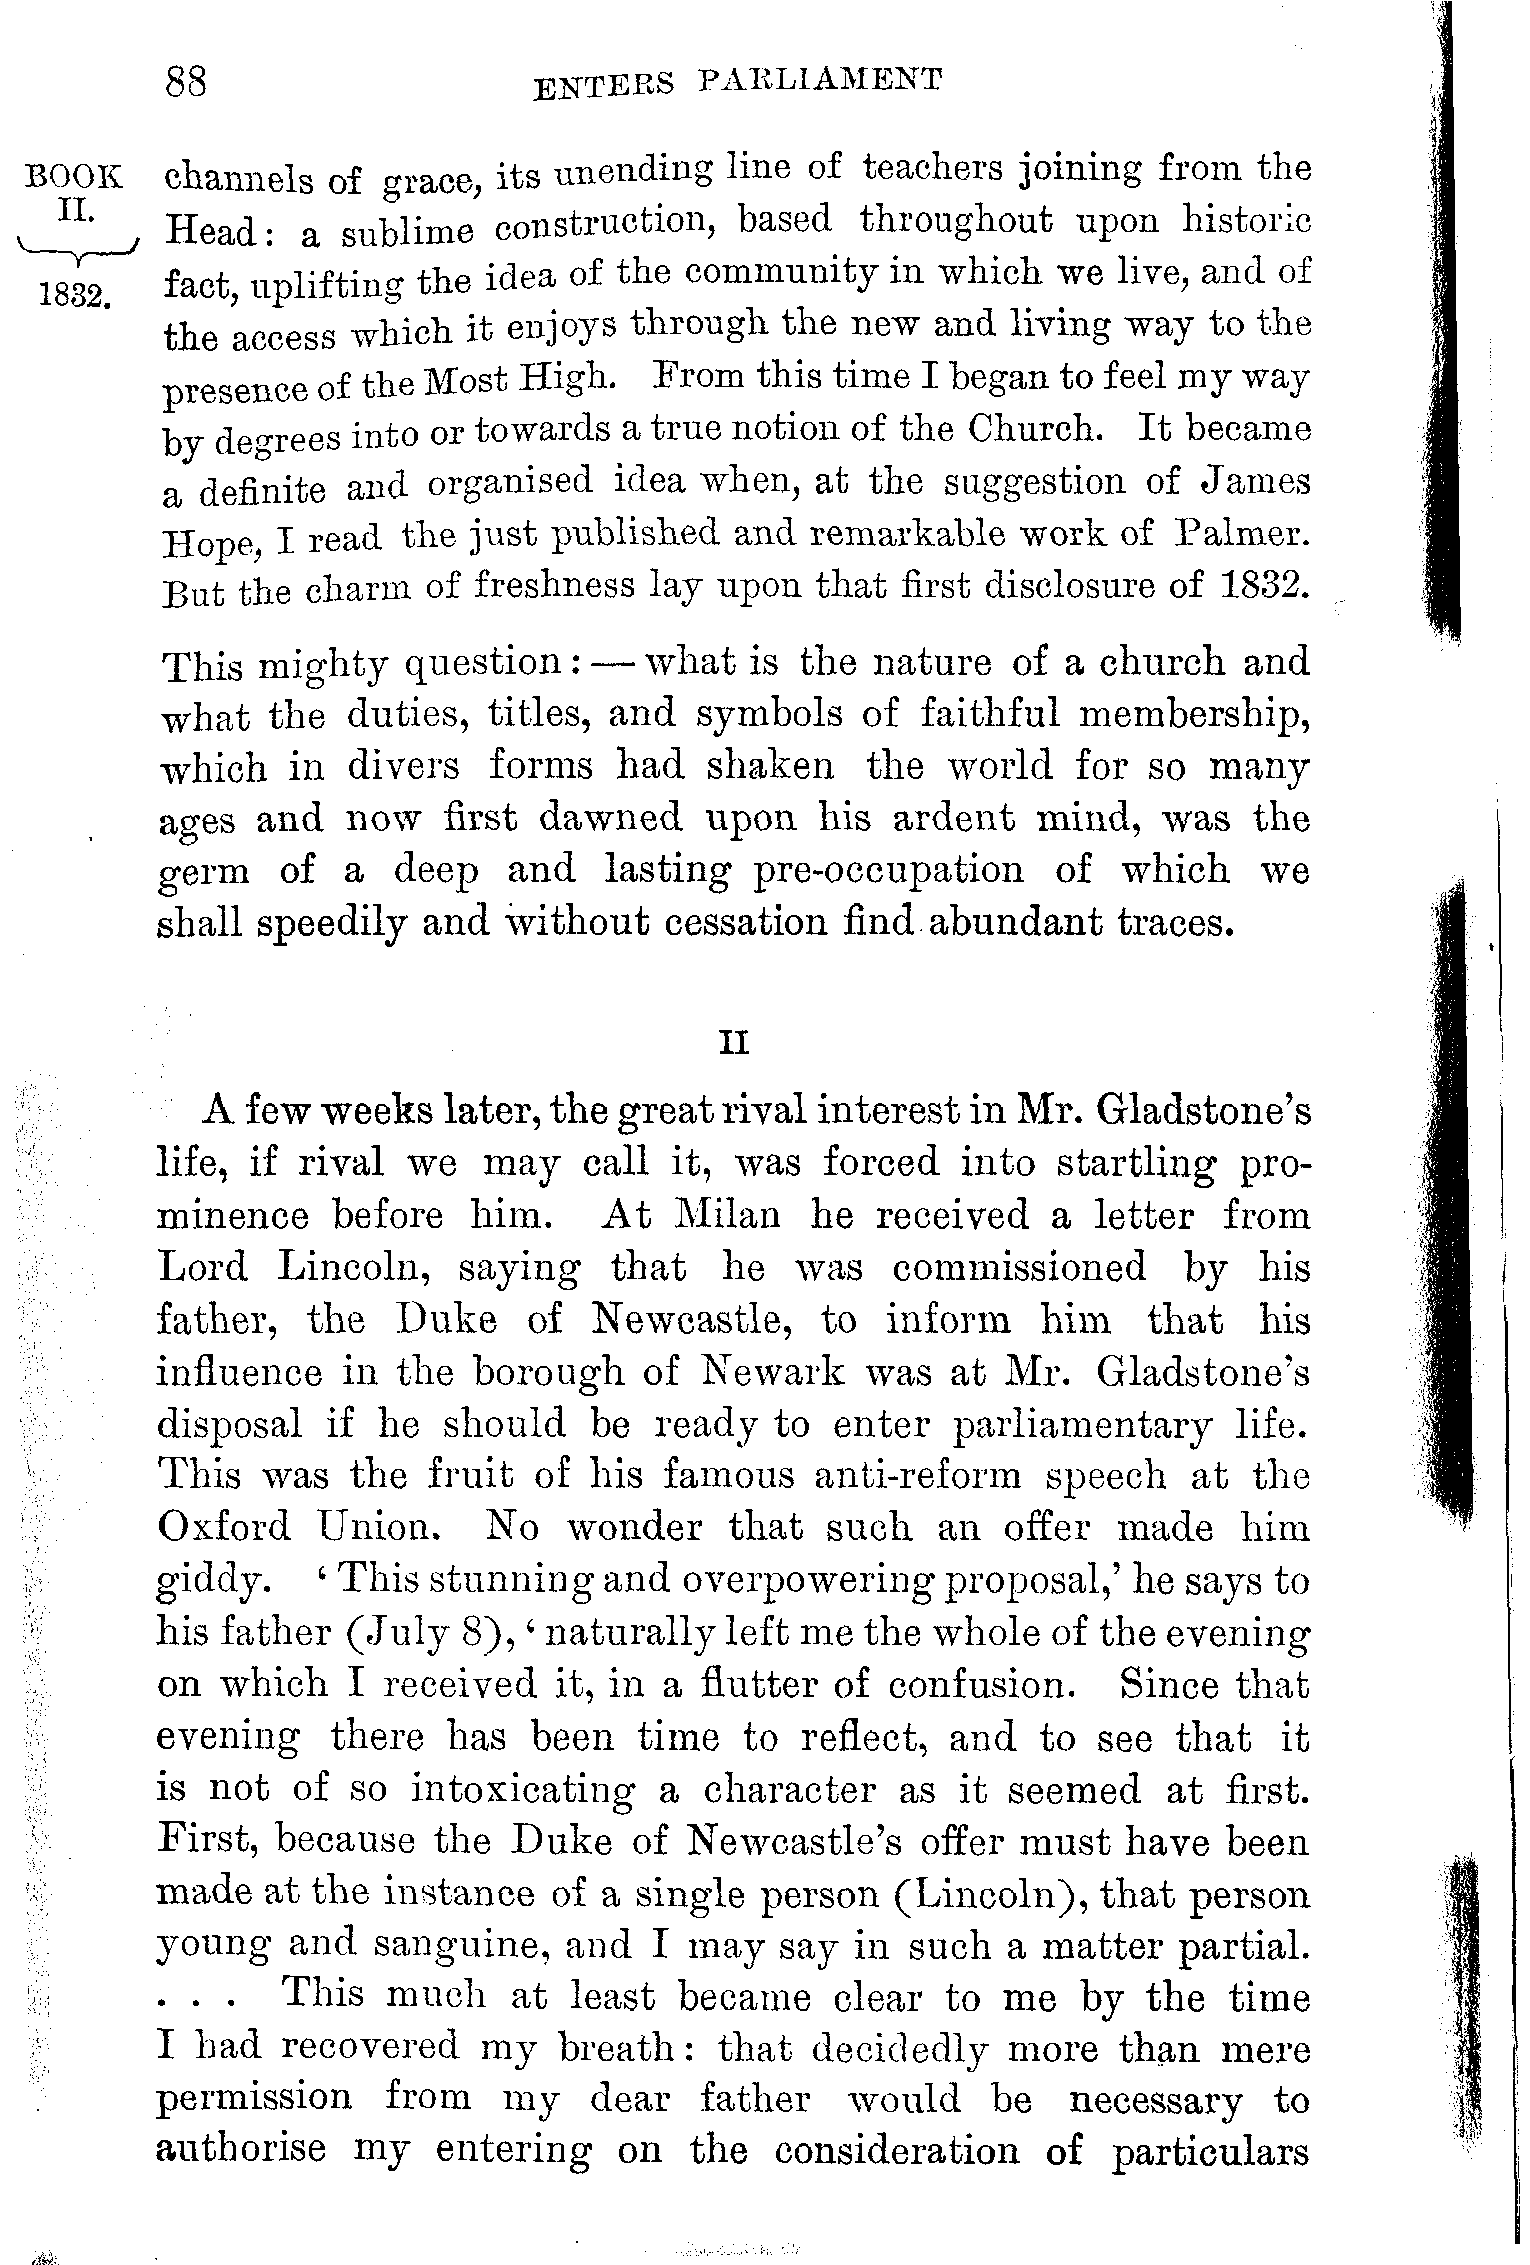 88 ENTERS PARLIAMENT
BOOK
II.
1832.
channels of grace, its unending line of teachers joining from the
Head: a sublime construction, based throughout upon historic
fact, uplifting the idea of the community in which we live, and of
the access which it enjoys through the new and living way to the
presence of the Most High. From this time I began to feel my way
by degrees into or towards a true notion of the Church. It became
a definite and organised idea when, at the suggestion of James
Hope, I read the just published and remarkable work of Palmer.
But the charm of freshness lay upon that first disclosure of 1832.
This mighty question: — what is the nature of a church and
what the duties, titles, and symbols of faithful membership,
which in divers forms had shaken the world for so many
ages and now first dawned upon his ardent mind, was the
germ of a deep and lasting pre-occupation of which we
shall speedily and without cessation find abundant traces.
II
A few weeks later, the great rival interest in Mr. Gladstone's
life, if rival we may call it, was forced into startling pro-
minence before him. At Milan he received a letter from
Lord Lincoln, saying that he was commissioned by his
father, the Duke of Newcastle, to inform him that his
influence in the borough of Newark was at Mr. Gladstone's
disposal if he should be ready to enter parliamentary life.
This was the fruit of his famous anti-reform speech at the
Oxford Union. No wonder that such an offer made him
giddy. ‘This stunning and overpowering proposal,’ he says to
his father (July 8), ‘naturally left me the whole of the evening
on which I received it, in a flutter of confusion. Since that
evening there has been time to reflect, and to see that it
is not of so intoxicating a character as it seemed at first.
First, because the Duke of Newcastle's offer must have been
made at the instance of a single person (Lincoln), that person
young and sanguine, and I may say in such a matter partial.
. . . This much at least became clear to me by the time
I had recovered my breath: that decidedly more than mere
permission from my dear father would be necessary to
authorise my entering on the consideration of particulars